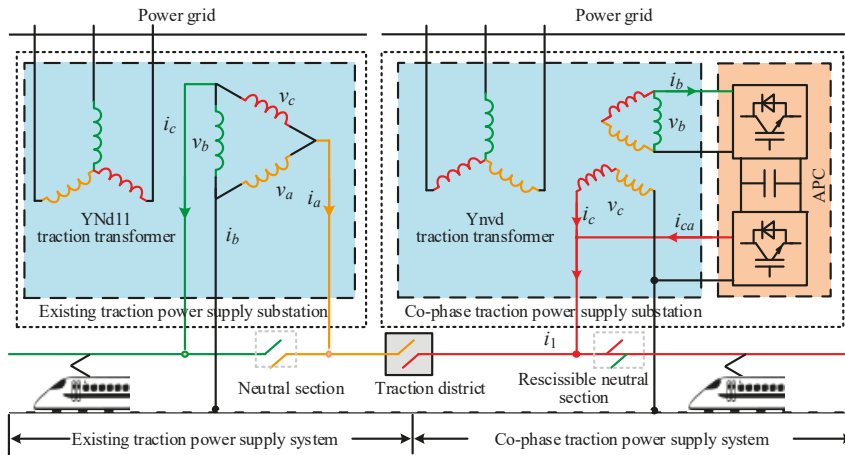 Power grid
Power grid
v_c
i_c
v_b
v_a
i_a
i_b
YNd11
traction transformer
Existing traction power supply substation
i_b
v_b
i_c
v_c
i_ca
APC
Ynvd
traction transformer
Co-phase traction power supply substation
i_1
Neutral section
Traction district
Rescissible neutral
section
Existing traction power supply system
Co-phase traction power supply system